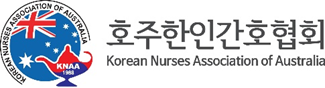 KOREAN NURSES ASSOCIATION OF AUSTRALIA
KNAA
1968
호주한인간호협회
Korean Nurses Association of Australia